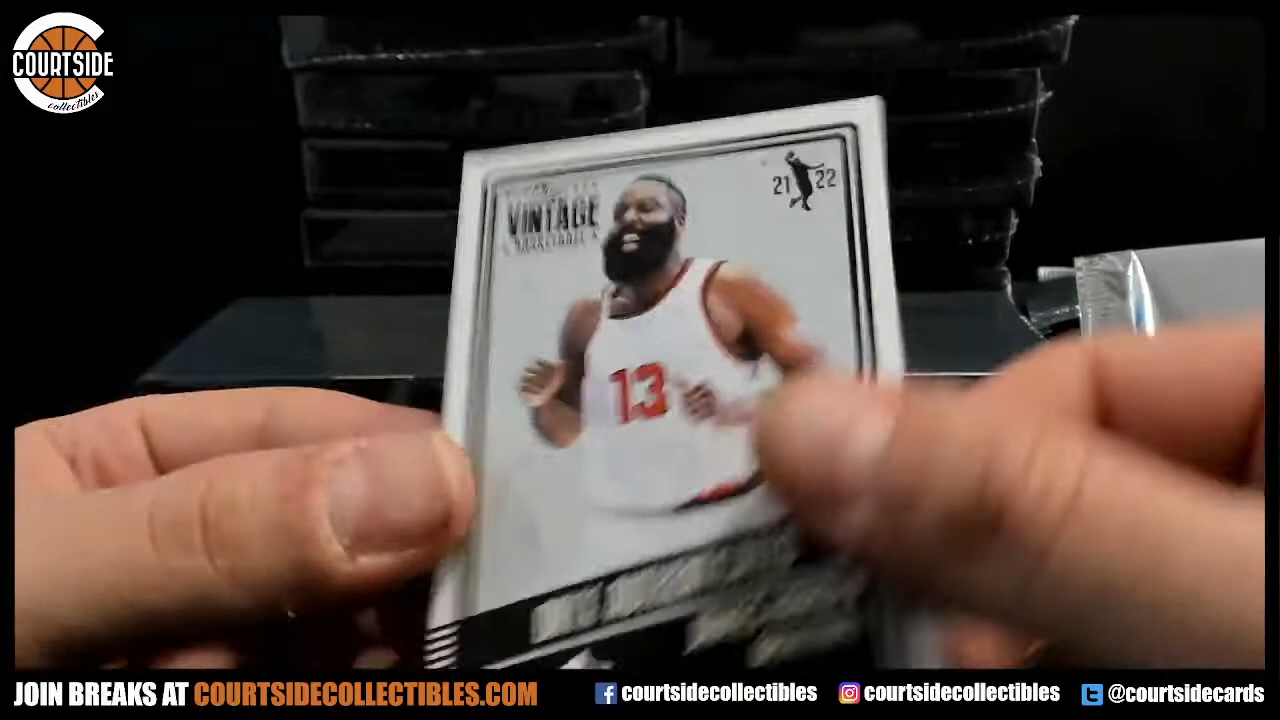 COURTSIDE
collectibles
VINTAGE
BASKETBALL
21 22
13
JOIN BREAKS AT COURTSIDECOLLECTIBLES.COM
courtsidecollectibles
courtsidecollectibles
@courtsidecards